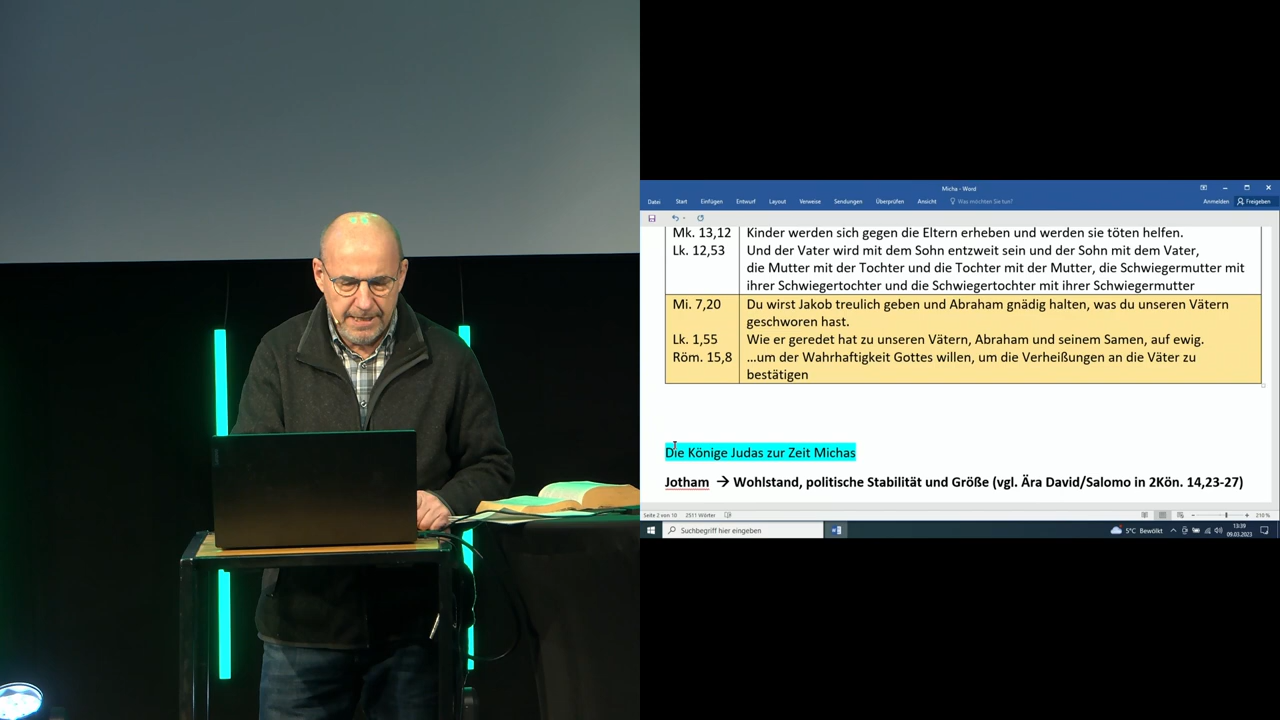 Micha - Word
Datei Start Einfügen Entwurf Layout Verweise Sendungen Überprüfen Ansicht Was möchten Sie tun? Anmelden Freigeben
Mk. 13,12 Kinder werden sich gegen die Eltern erheben und werden sie töten helfen.
Lk. 12,53 Und der Vater wird mit dem Sohn entzweit sein und der Sohn mit dem Vater,
die Mutter mit der Tochter und die Tochter mit der Mutter, die Schwiegermutter mit
ihrer Schwiegertochter und die Schwiegertochter mit ihrer Schwiegermutter
Mi. 7,20 Du wirst Jakob treulich geben und Abraham gnädig halten, was du unseren Vätern
geschworen hast.
Lk. 1,55 Wie er geredet hat zu unseren Vätern, Abraham und seinem Samen, auf ewig.
Röm. 15,8 …um der Wahrhaftigkeit Gottes willen, um die Verheißungen an die Väter zu
bestätigen
Die Könige Judas zur Zeit Michas
Jotham → Wohlstand, politische Stabilität und Größe (vgl. Ära David/Salomo in 2Kön. 14,23-27)
Seite 2 von 10 2511 Wörter 210 %
Suchbegriff hier eingeben 5°C Bewölkt 13:39
09.03.2023